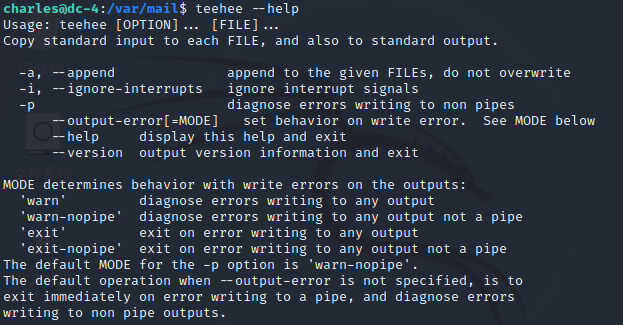 charles@dc-4:/var/mail$ teehee --help
Usage: teehee [OPTION]... [FILE]...
Copy standard input to each FILE, and also to standard output.

  -a, --append              append to the given FILEs, do not overwrite
  -i, --ignore-interrupts   ignore interrupt signals
  -p                        diagnose errors writing to non pipes
      --output-error[=MODE]   set behavior on write error.  See MODE below
      --help     display this help and exit
      --version  output version information and exit

MODE determines behavior with write errors on the outputs:
  'warn'         diagnose errors writing to any output
  'warn-nopipe'  diagnose errors writing to any output not a pipe
  'exit'         exit on error writing to any output
  'exit-nopipe'  exit on error writing to any output not a pipe
The default MODE for the -p option is 'warn-nopipe'.
The default operation when --output-error is not specified, is to
exit immediately on error writing to a pipe, and diagnose errors
writing to non pipe outputs.